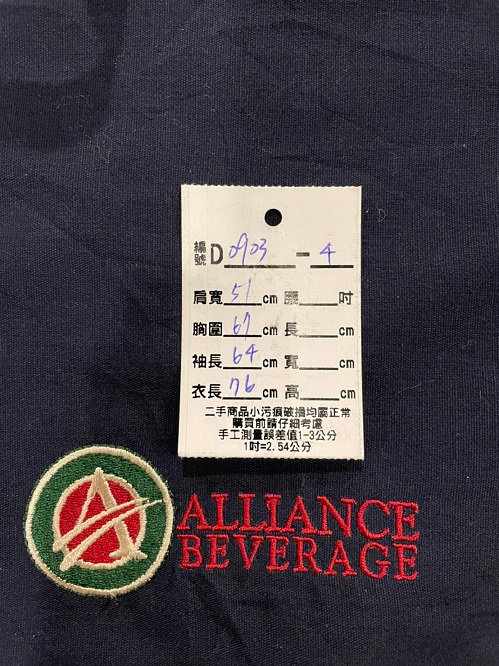 編號D 0903 - 4
肩寬 51 cm 腰 吋
胸圍 67 cm 長 cm
袖長 64 cm 寬 cm
衣長 76 cm 高 cm
二手商品小污痕破損均屬正常
購買前請仔細考慮
手工測量誤差值1-3公分
1吋=2.54公分
A
ALLIANCE
BEVERAGE